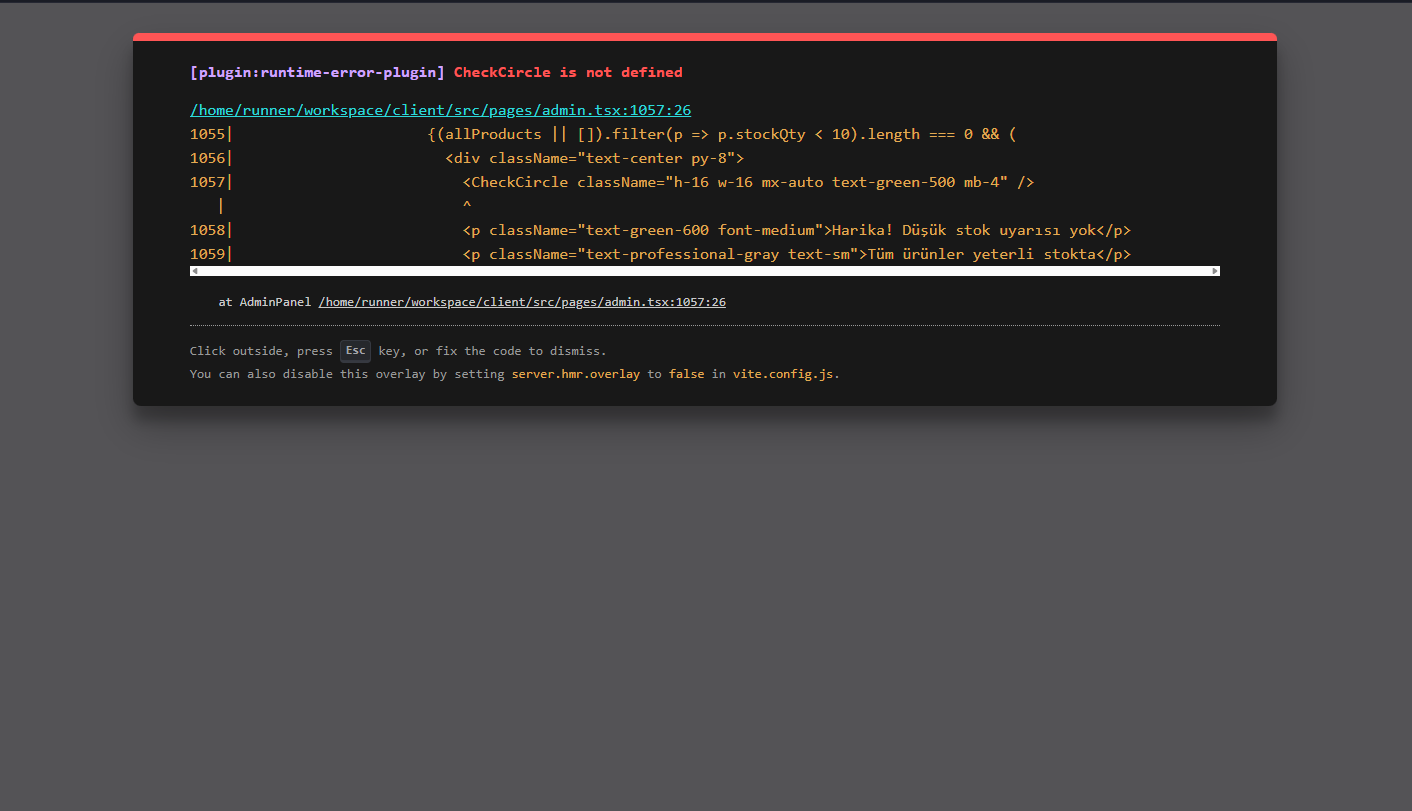 [plugin:runtime-error-plugin] CheckCircle is not defined
/home/runner/workspace/client/src/pages/admin.tsx:1057:26
1055|                      {(allProducts || []).filter(p => p.stockQty < 10).length === 0 && (
1056|                        <div className="text-center py-8">
1057|                          <CheckCircle className="h-16 w-16 mx-auto text-green-500 mb-4" />
   |                          ^
1058|                          <p className="text-green-600 font-medium">Harika! Düşük stok uyarısı yok</p>
1059|                          <p className="text-professional-gray text-sm">Tüm ürünler yeterli stokta</p>
at AdminPanel /home/runner/workspace/client/src/pages/admin.tsx:1057:26
Click outside, press Esc key, or fix the code to dismiss.
You can also disable this overlay by setting server.hmr.overlay to false in vite.config.js.